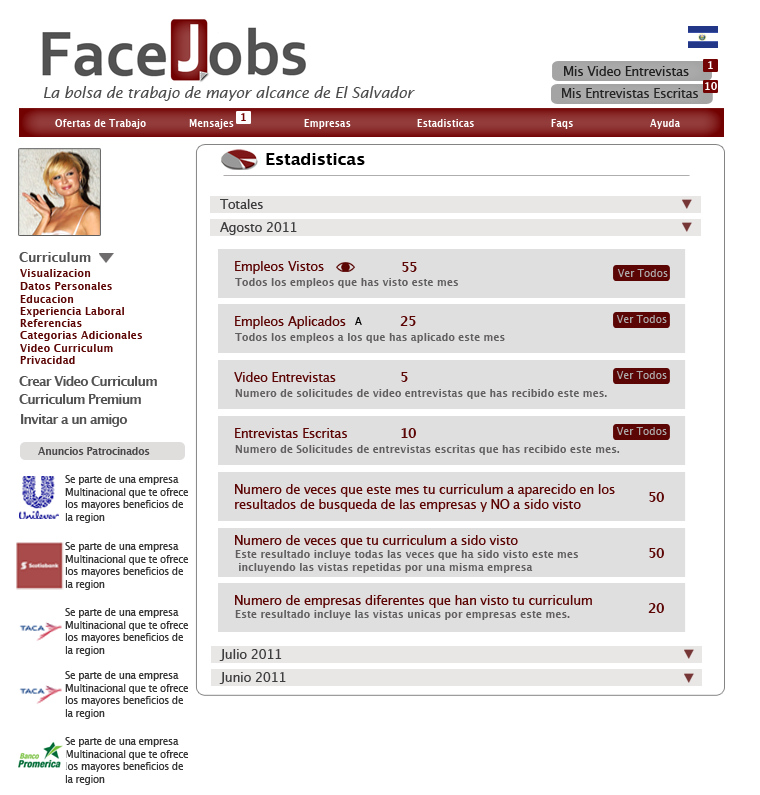 FaceJobs
La bolsa de trabajo de mayor alcance de El Salvador
Mis Video Entrevistas 1
Mis Entrevistas Escritas 10
Ofertas de Trabajo Mensajes 1 Empresas Estadisticas Faqs Ayuda
Curriculum
Visualizacion
Datos Personales
Educacion
Experiencia Laboral
Referencias
Categorias Adicionales
Video Curriculum
Privacidad
Crear Video Curriculum
Curriculum Premium
Invitar a un amigo
Anuncios Patrocinados
Unilever
Se parte de una empresa
Multinacional que te ofrece
los mayores beneficios de
la region
Scotiabank
Se parte de una empresa
Multinacional que te ofrece
los mayores beneficios de
la region
TACA
Se parte de una empresa
Multinacional que te ofrece
los mayores beneficios de
la region
TACA
Se parte de una empresa
Multinacional que te ofrece
los mayores beneficios de
la region
Banco
Promerica
Se parte de una empresa
Multinacional que te ofrece
los mayores beneficios de
la region
Estadisticas
Totales
Agosto 2011
Empleos Vistos 55 Ver Todos
Todos los empleos que has visto este mes
Empleos Aplicados A 25 Ver Todos
Todos los empleos a los que has aplicado este mes
Video Entrevistas 5 Ver Todos
Numero de solicitudes de video entrevistas que has recibido este mes.
Entrevistas Escritas 10 Ver Todos
Numero de Solicitudes de entrevistas escritas que has recibido este mes.
Numero de veces que este mes tu curriculum a aparecido en los
resultados de busqueda de las empresas y NO a sido visto 50
Numero de veces que tu curriculum a sido visto
Este resultado incluye todas las veces que ha sido visto este mes 50
incluyendo las vistas repetidas por una misma empresa
Numero de empresas diferentes que han visto tu curriculum 20
Este resultado incluye las vistas unicas por empresas este mes.
Julio 2011
Junio 2011